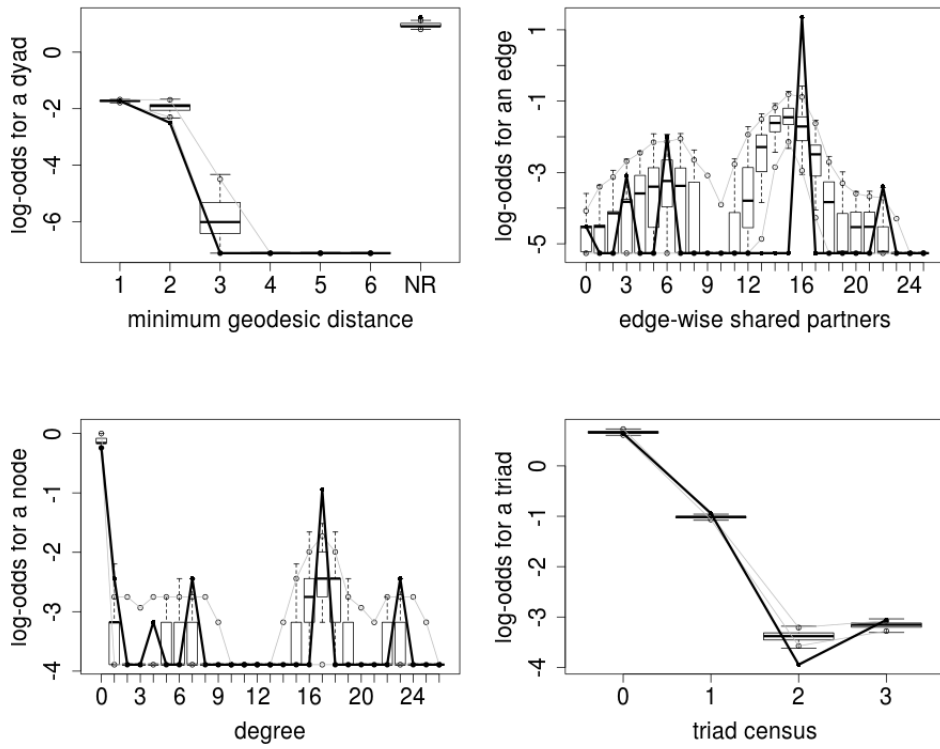 log-odds for a dyad
0
-2
-4
-6
1 2 3 4 5 6 NR
minimum geodesic distance
log-odds for an edge
1
-1
-3
-5
0 3 6 9 12 16 20 24
edge-wise shared partners
log-odds for a node
0
-1
-2
-3
-4
0 3 6 9 12 16 20 24
degree
log-odds for a triad
0
-1
-2
-3
-4
0 1 2 3
triad census